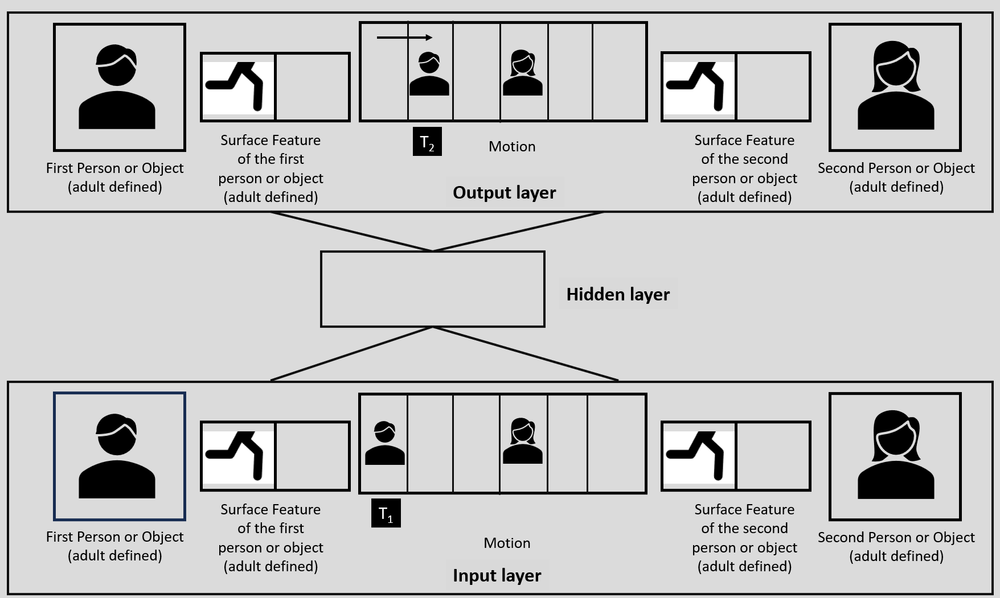 T2
Motion
Surface Feature
of the first
person or object
(adult defined)
Surface Feature
of the second
person or object
(adult defined)
First Person or Object
(adult defined)
Second Person or Object
(adult defined)
Output layer
Hidden layer
T1
Surface Feature
of the first
person or object
(adult defined)
Surface Feature
of the second
person or object
(adult defined)
First Person or Object
(adult defined)
Motion
Second Person or Object
(adult defined)
Input layer